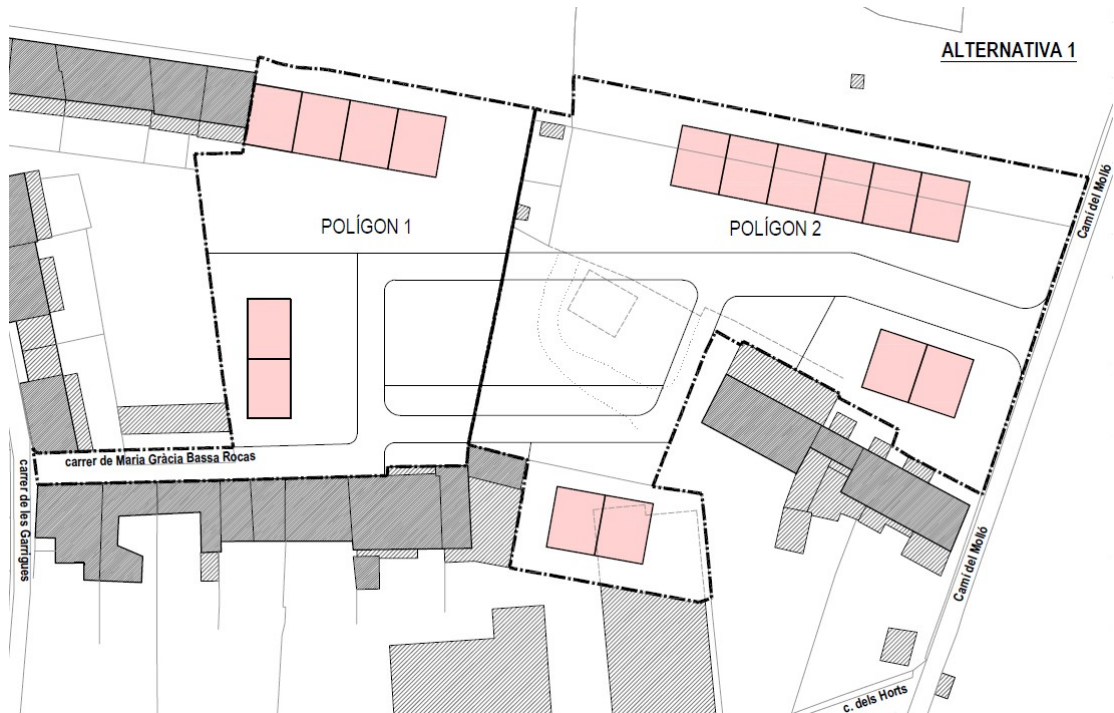 ALTERNATIVA 1
Camí del Molló
POLÍGON 1
POLÍGON 2
carrer de Maria Gràcia Bassa Rocas
carrer de les Garrigues
Camí del Molló
c. dels Horts